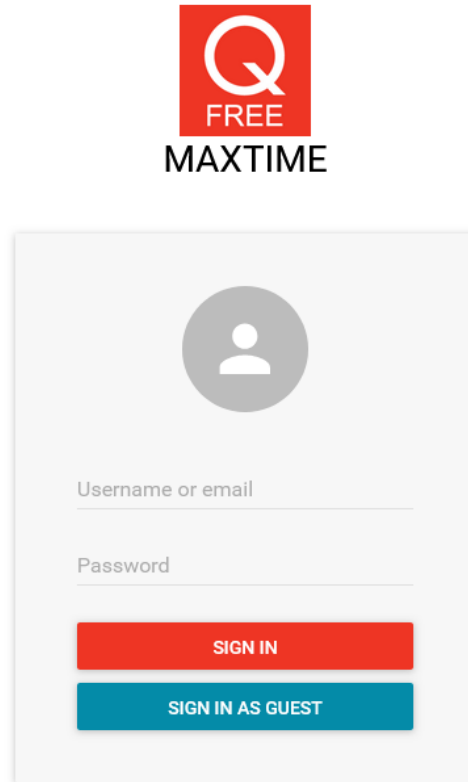 Q
FREE
MAXTIME
Username or email
Password
SIGN IN
SIGN IN AS GUEST